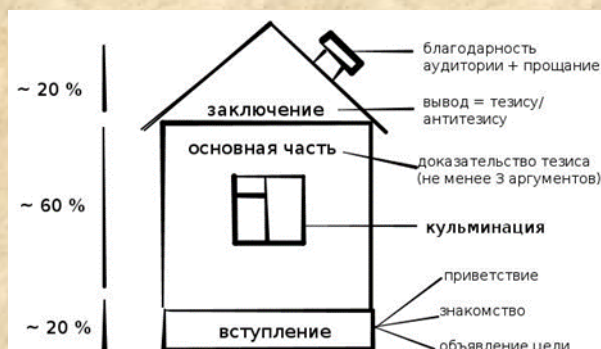 благодарность
аудитории + прощание
~ 20 %
заключение
вывод = тезису/
антитезису
основная часть
доказательство тезиса
(не менее 3 аргументов)
~ 60 %
кульминация
приветствие
знакомство
~ 20 %
вступление
объявление цели